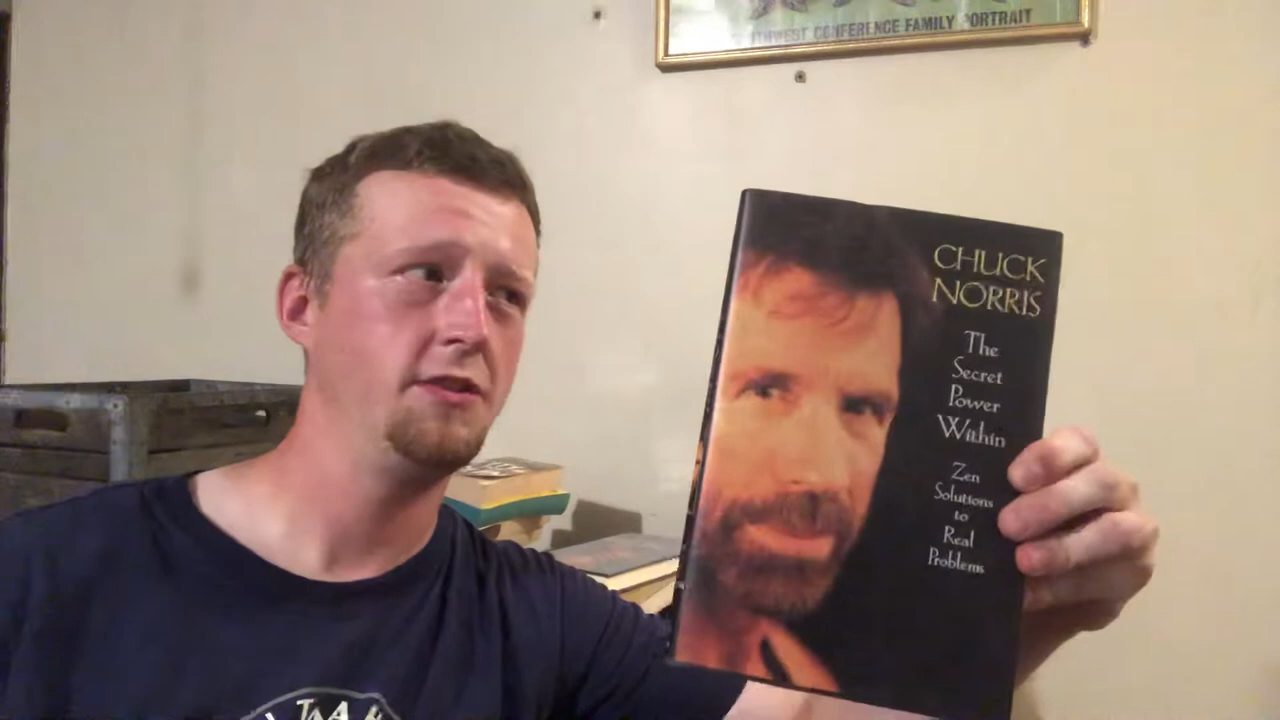 CONFERENCE FAMILY PORTRAIT
CHUCK
NORRIS
The
Secret
Power
Within
Zen
Solutions
to
Real
Problems